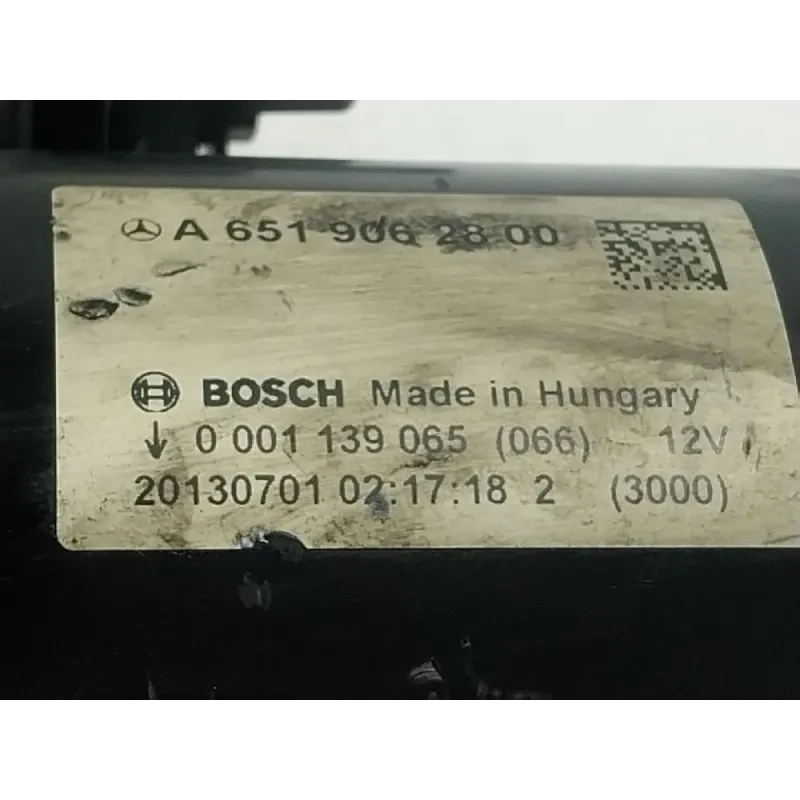 A 651 906 28 00
BOSCH Made in Hungary
↓ 0 001 139 065 (066) 12V
20130701 02:17:18 2 (3000)